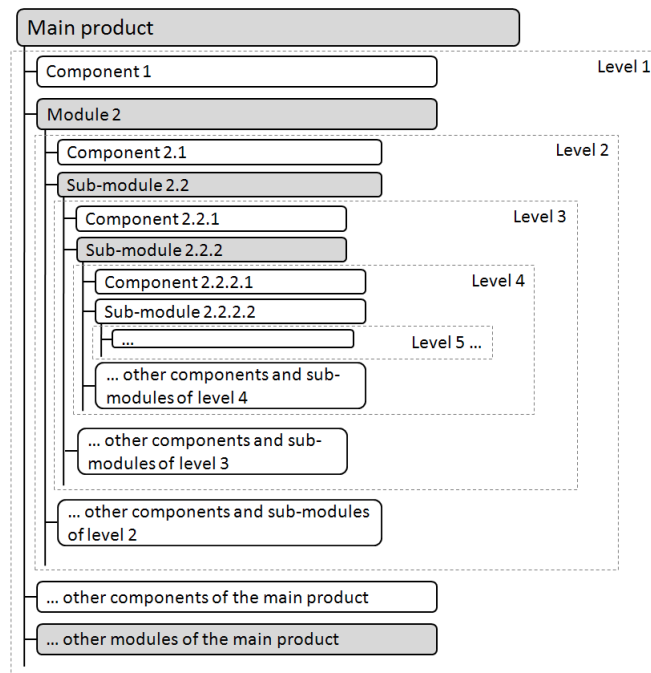 Main product
Level 1
Component 1
Module 2
Level 2
Component 2.1
Sub-module 2.2
Level 3
Component 2.2.1
Sub-module 2.2.2
Level 4
Component 2.2.2.1
Sub-module 2.2.2.2
...
Level 5 ...
... other components and sub-
modules of level 4
... other components and sub-
modules of level 3
... other components and sub-modules
of level 2
... other components of the main product
... other modules of the main product